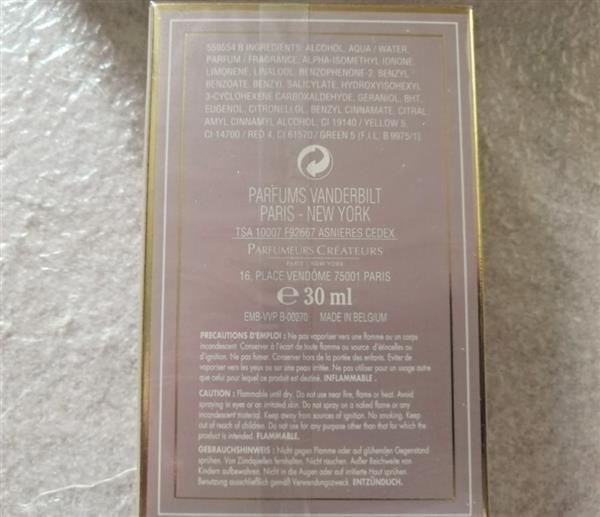 559554 B INGREDIENTS: ALCOHOL, AQUA / WATER,
PARFUM / FRAGRANCE, ALPHA-ISOMETHYL IONONE,
LIMONENE, LINALOOL, BENZOPHENONE-2, BENZYL
BENZOATE, BENZYL SALICYLATE, HYDROXYISOHEXYL
3-CYCLOHEXENE CARBOXALDEHYDE, GERANIOL, BHT,
EUGENOL, CITRONELLOL, BENZYL CINNAMATE, CITRAL,
AMYL CINNAMYL ALCOHOL, CI 19140 / YELLOW 5,
CI 14700 / RED 4, CI 61570 / GREEN 5 (F.I.L. B 9975/1)
PARFUMS VANDERBILT
PARIS - NEW YORK
TSA 10007 F92667 ASNIERES CEDEX
PARFUMEURS CRÉATEURS
PARIS - NEW YORK
16, PLACE VENDÔME 75001 PARIS
e 30 ml
EMB-VVP B-00270 MADE IN BELGIUM
PRECAUTIONS D'EMPLOI : Ne pas vaporiser vers une flamme ou un corps
incandescent. Conserver à l'écart de toute flamme ou source d'étincelles ou
d'ignition. Ne pas fumer. Conserver hors de la portée des enfants. Eviter de
vaporiser vers les yeux ou sur une peau irritée. Ne pas utiliser pour un usage autre
que celui pour lequel ce produit est destiné. INFLAMMABLE.
CAUTION : Flammable until dry. Do not use near fire, flame or heat. Avoid
spraying in eyes or on irritated skin. Do not spray on a naked flame or any
incandescent material. Keep away from sources of ignition. No smoking. Keep
out of reach of children. Do not use for any purpose other than that for which the
product is intended. FLAMMABLE.
GEBRAUCHSHINWEIS : Nicht gegen Flamme oder auf glühenden Gegenstand
sprühen. Von Zündquellen fernhalten. Nicht rauchen. Außer Reichweite von
Kindern aufbewahren. Nicht in die Augen oder auf irritierte Haut sprühen.
Benutzung ausschließlich gemäß Verwendungszweck. ENTZÜNDLICH.